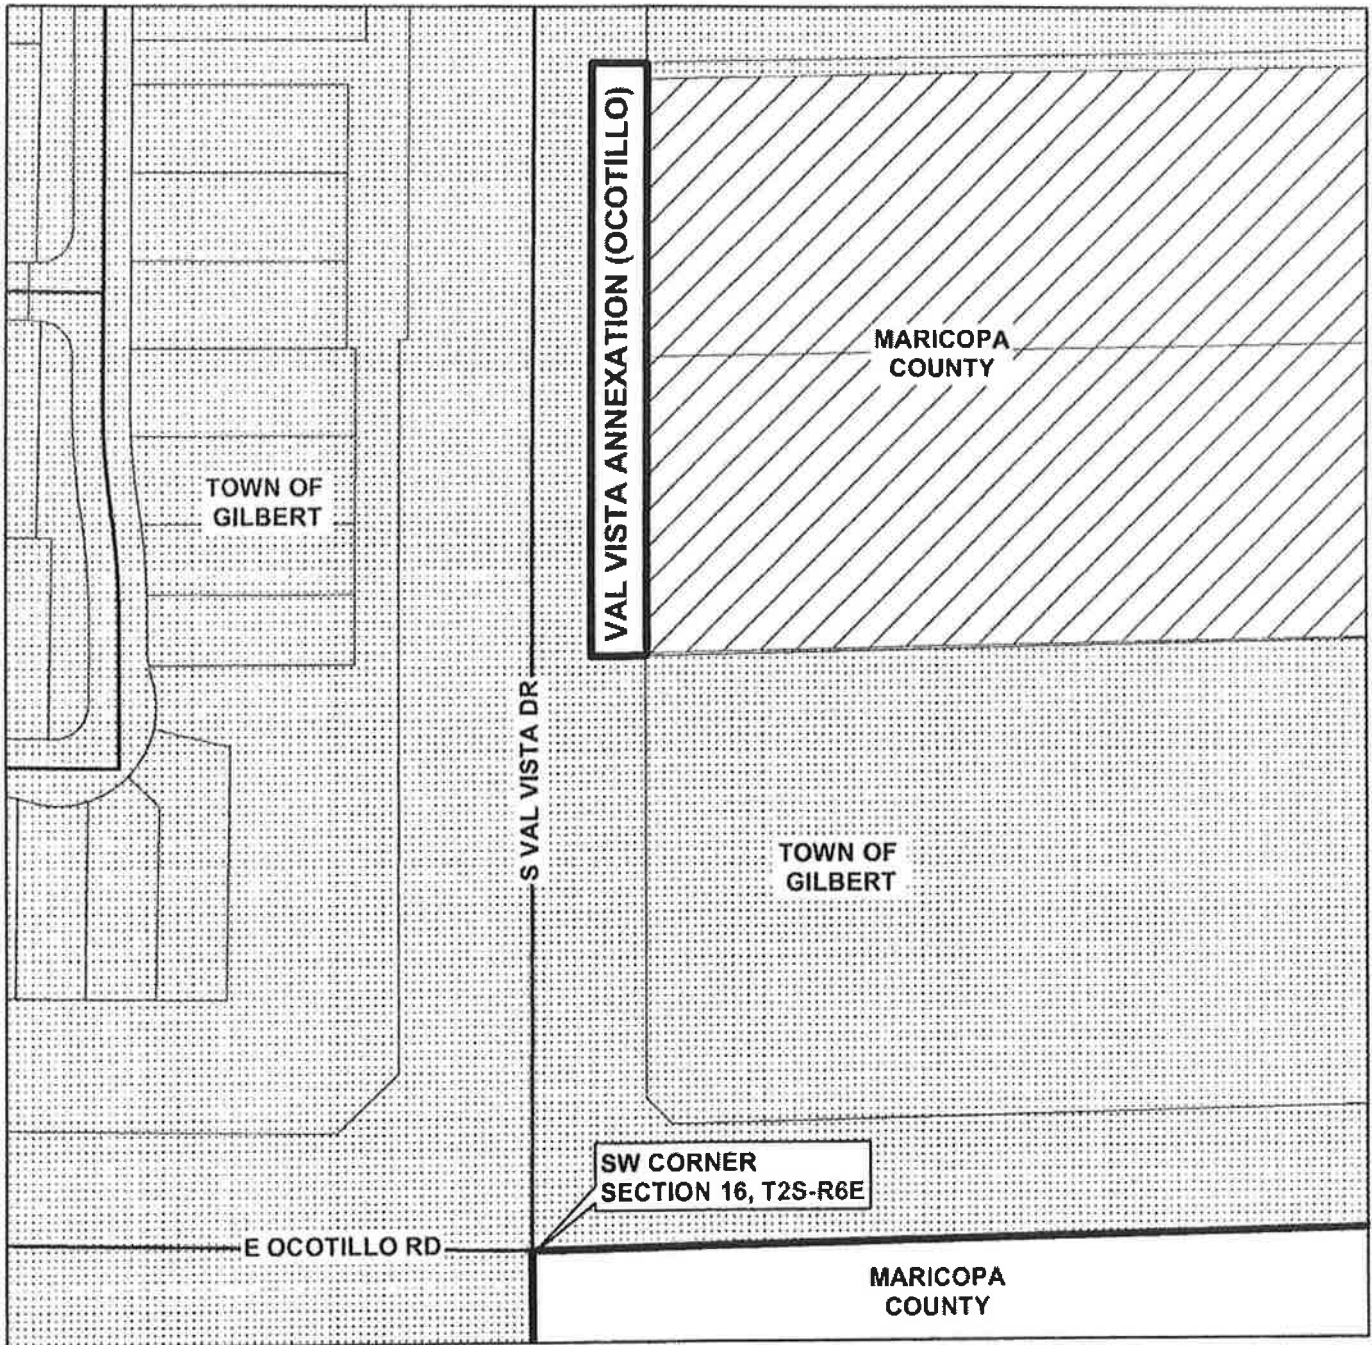 VAL VISTA ANNEXATION (OCOTILLO)
MARICOPA
COUNTY
TOWN OF
GILBERT
S VAL VISTA DR
TOWN OF
GILBERT
SW CORNER
SECTION 16, T2S-R6E
E OCOTILLO RD
MARICOPA
COUNTY